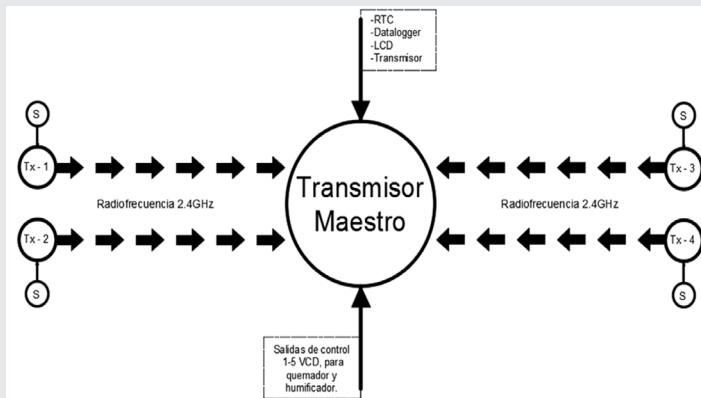 -RTC
-Datalogger
-LCD
-Transmisor
S
S
Tx - 1
Tx - 3
Transmisor
Maestro
Radiofrecuencia 2.4GHz
Radiofrecuencia 2.4GHz
Tx - 2
Tx - 4
S
S
Salidas de control
1-5 VCD, para
quemador y
humificador.